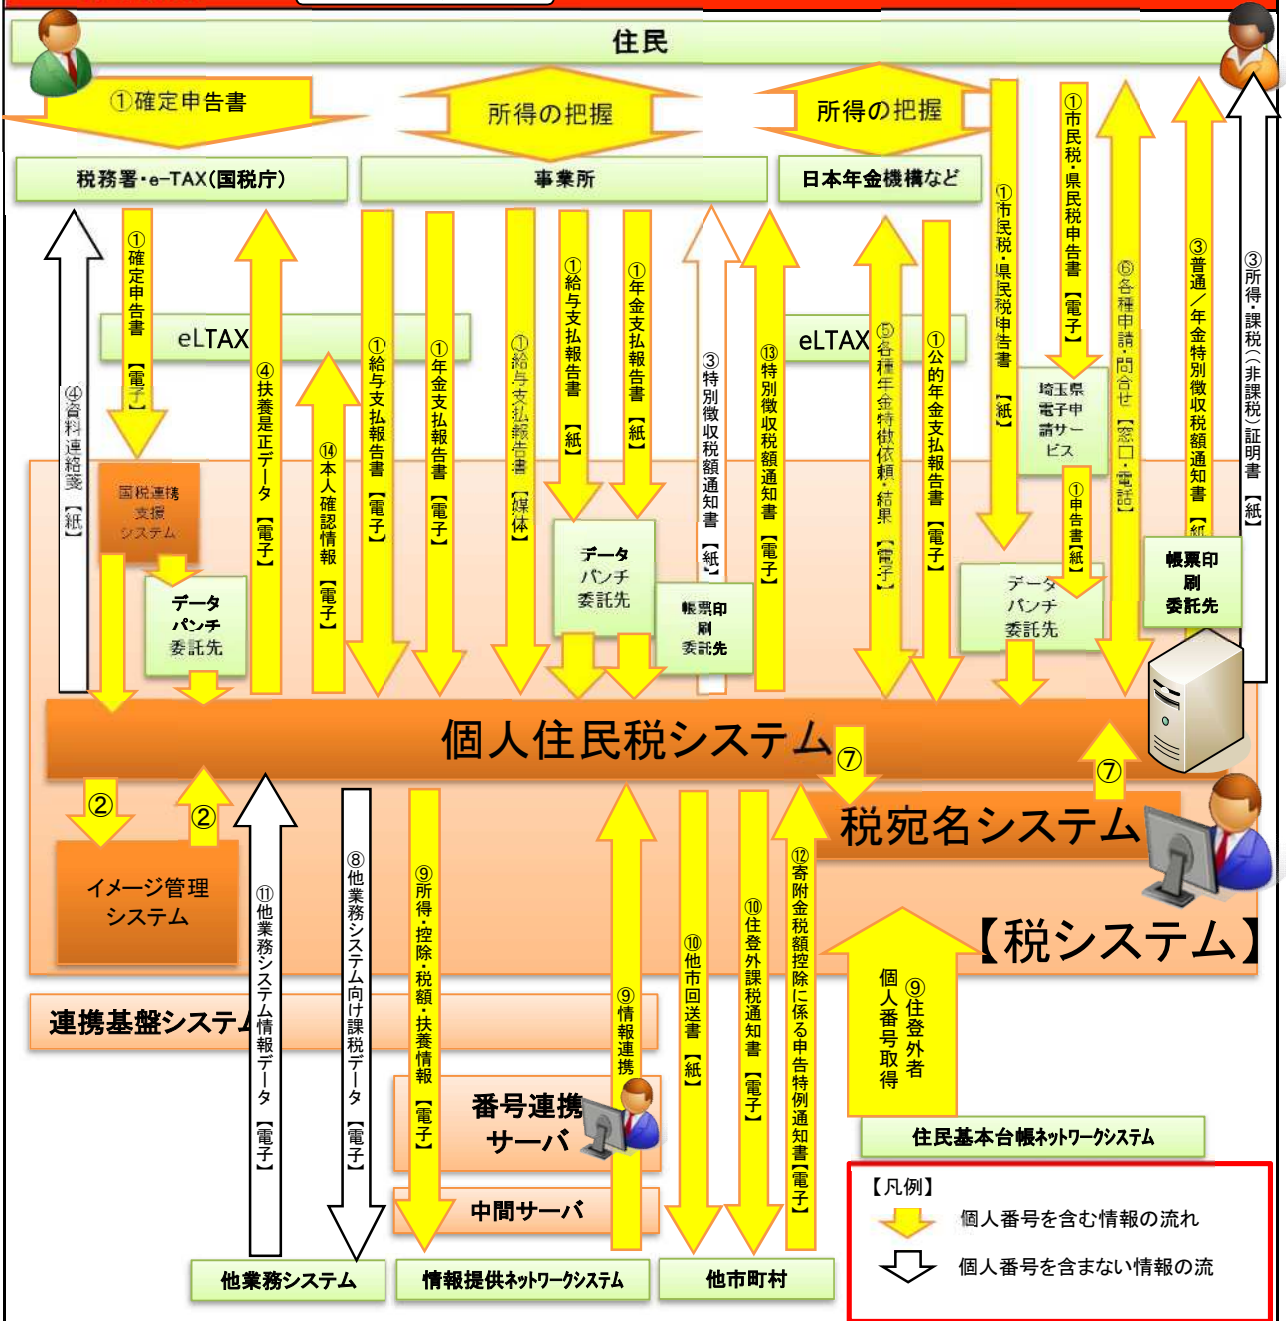 住民
①確定申告書
所得の把握
所得の把握
税務署・e-TAX(国税庁)
事業所
日本年金機構など
eLTAX
eLTAX
④資料連絡箋 【紙】
①確定申告書 【電子】
④扶養是正データ 【電子】
⑭本人確認情報 【電子】
①給与支払報告書 【電子】
①年金支払報告書 【電子】
①給与支払報告書 【媒体】
①給与支払報告書 【紙】
①年金支払報告書 【紙】
③特別徴収税額通知書 【紙】
⑬特別徴収税額通知書 【電子】
⑤各種年金特徴依頼・結果 【電子】
①公的年金支払報告書 【電子】
①市民税・県民税申告書 【紙】
①市民税・県民税申告書 【電子】
埼玉県
電子申
請サー
ビス
①申告書【紙】
⑥各種申請・問合せ 【窓口・電話】
③普通／年金特別徴収税額通知書 【紙
③所得・課税(（非課税）証明書 【紙】
国税連携
支援
システム
データ
パンチ
委託先
データ
パンチ
委託先
帳票印
刷
委託先
データ
パンチ
委託先
帳票印
刷
委託先
個人住民税システム
②
②
⑦
⑦
税宛名システム
イメージ管理
システム
【税システム】
⑪他業務システム情報データ 【電子】
⑧他業務システム向け課税データ 【電子】
⑨所得・控除・税額・扶養情報 【電子】
⑨情報連携
⑩他市回送書 【紙】
⑩住登外課税通知書 【電子】
⑫寄附金税額控除に係る申告特例通知書【電子】
⑨住登外者
個人番号取得
連携基盤システム
番号連携
サーバ
中間サーバ
住民基本台帳ネットワークシステム
他業務システム
情報提供ネットワークシステム
他市町村
【凡例】
個人番号を含む情報の流れ
個人番号を含まない情報の流